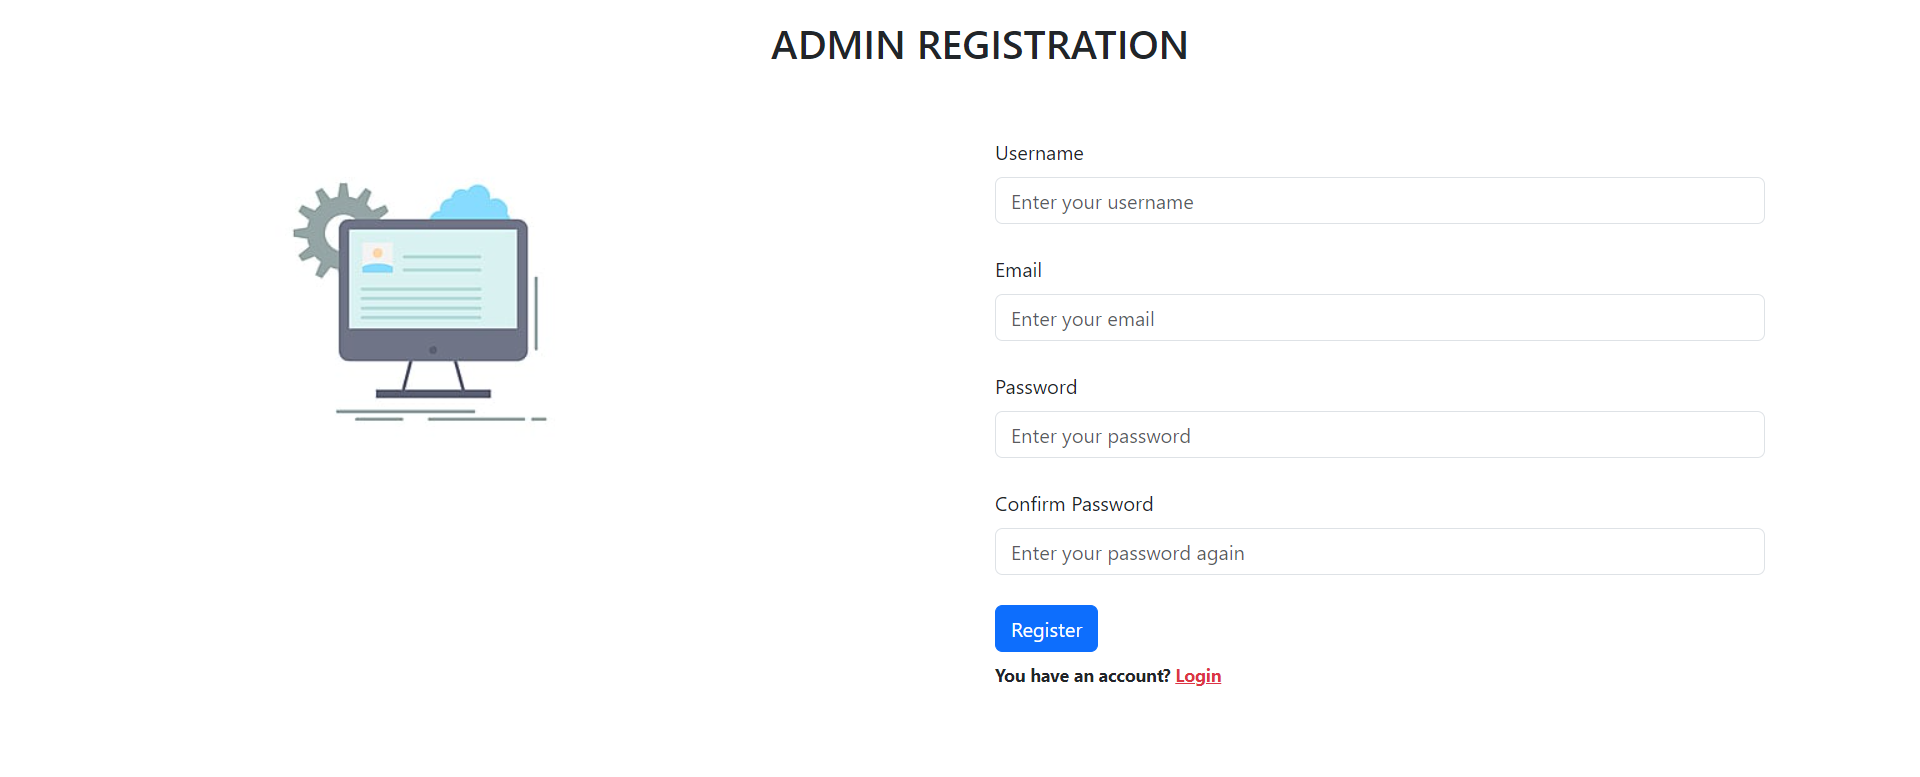 ADMIN REGISTRATION
Username
Enter your username
Email
Enter your email
Password
Enter your password
Confirm Password
Enter your password again
Register
You have an account? Login